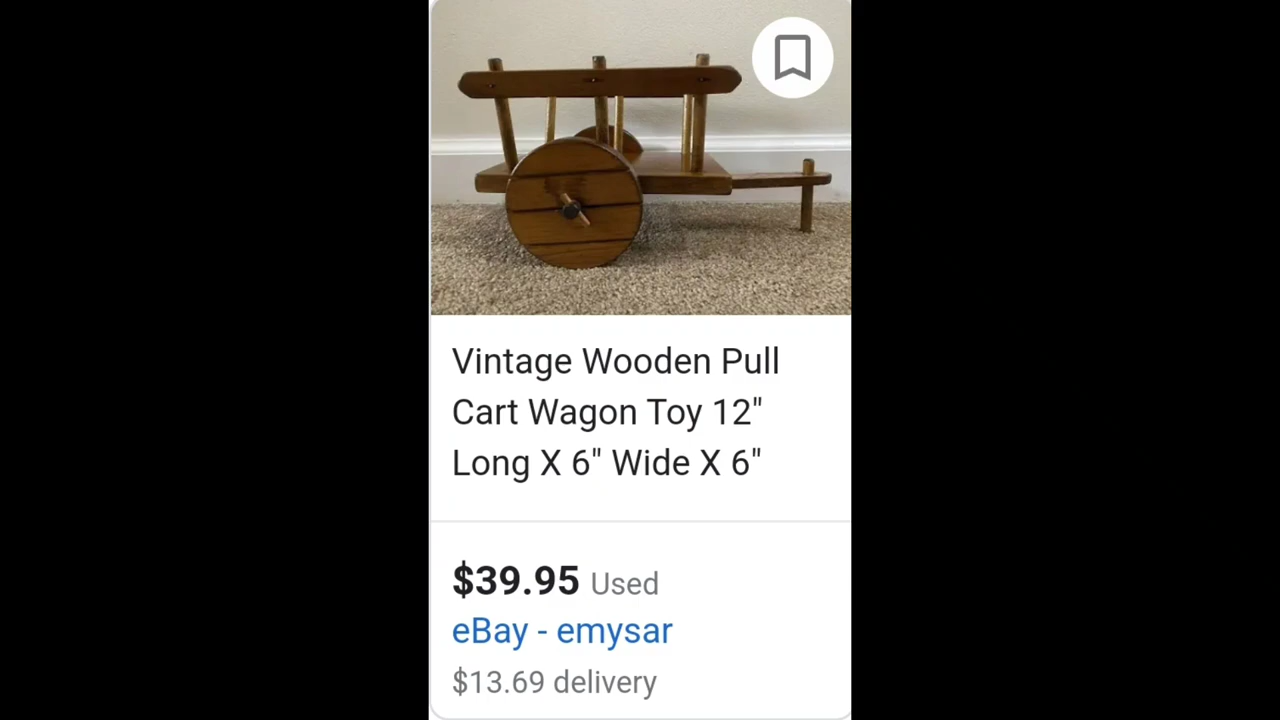 Vintage Wooden Pull
Cart Wagon Toy 12"
Long X 6" Wide X 6"
$39.95 Used
eBay - emysar
$13.69 delivery